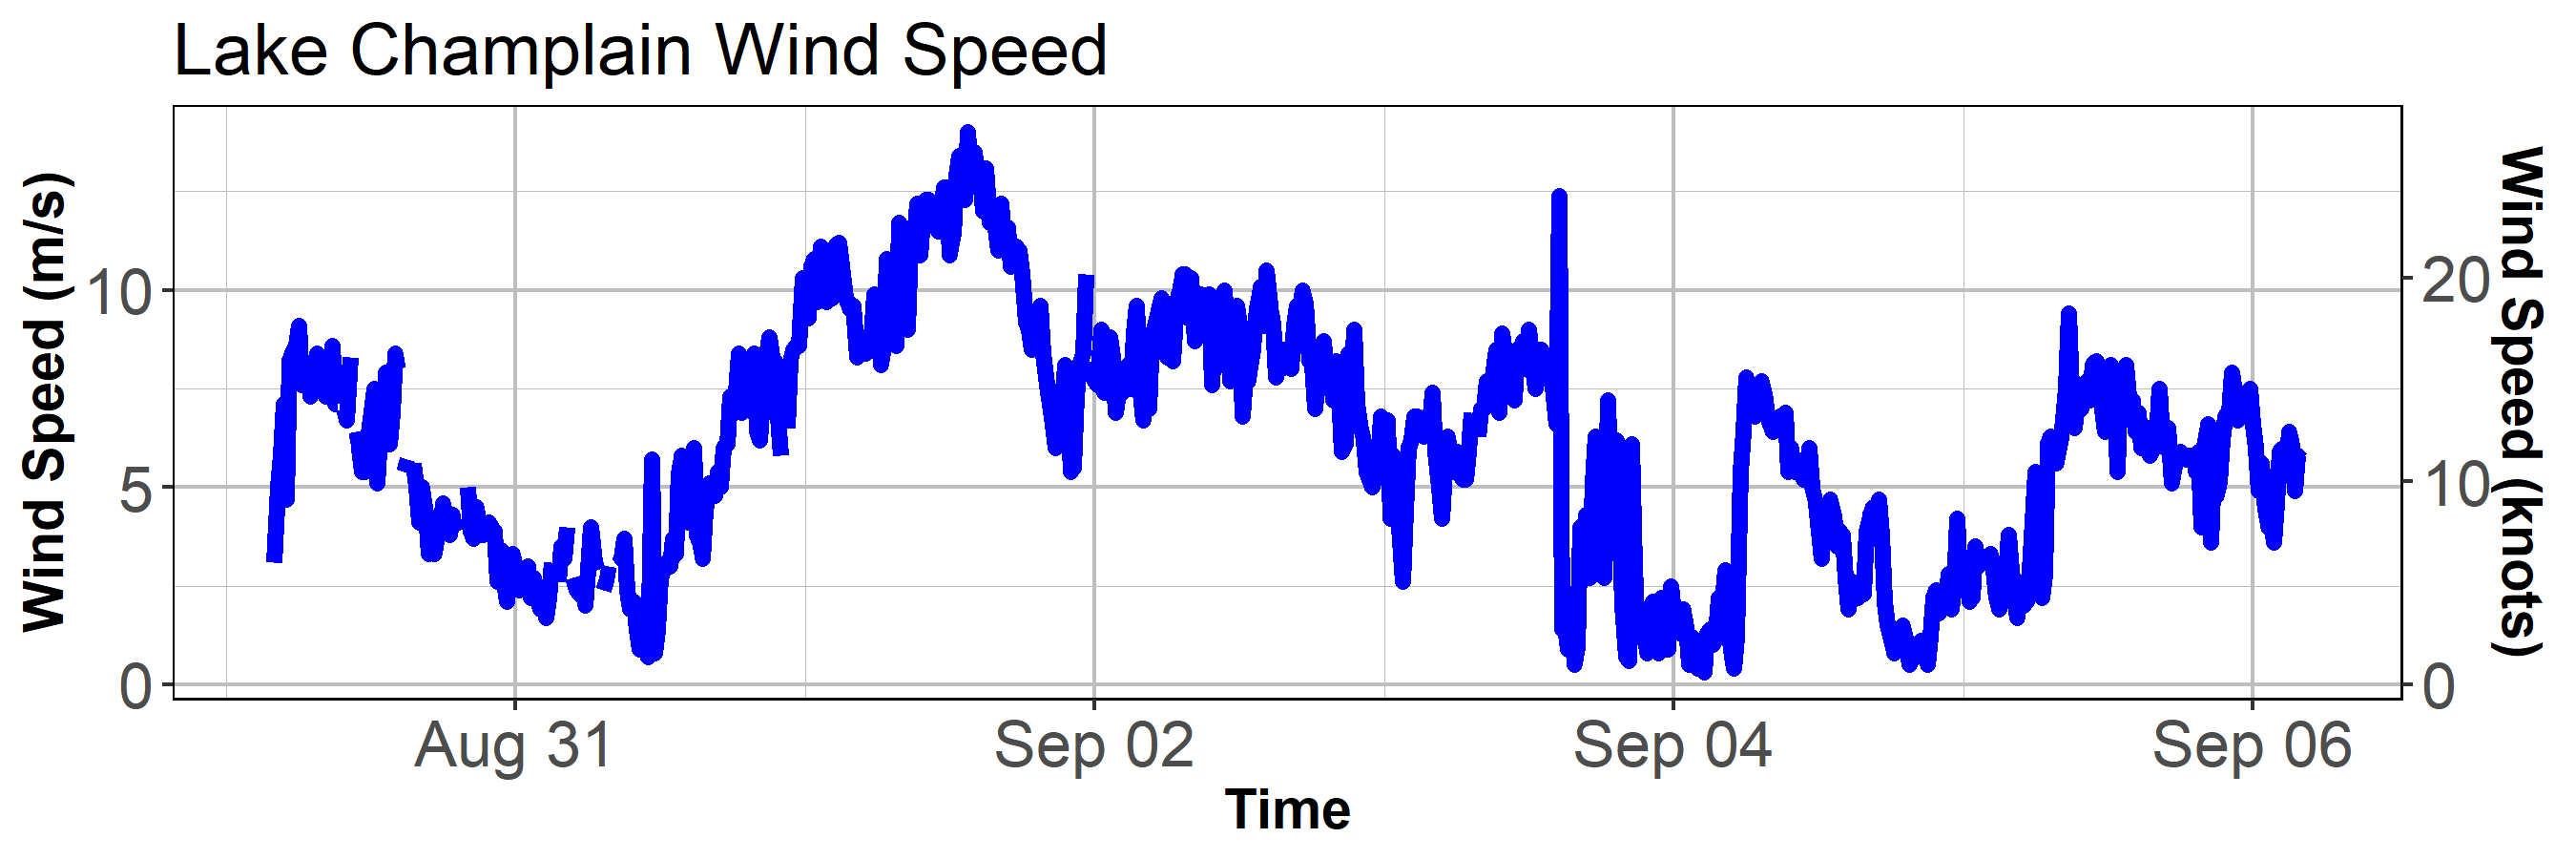 Lake Champlain Wind Speed
Wind Speed (m/s)
10
5
0
20
10
0
Wind Speed (knots)
Aug 31
Sep 02
Sep 04
Sep 06
Time